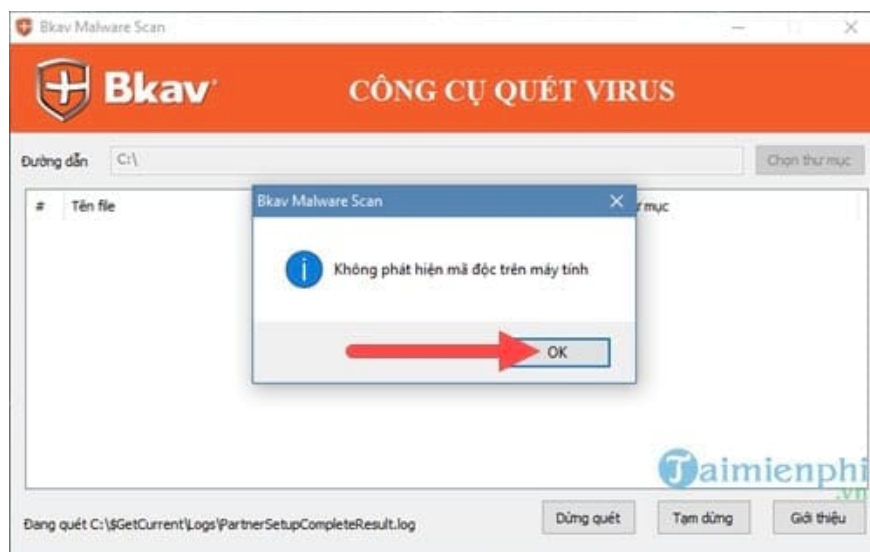 Bkav Malware Scan
Bkav
CÔNG CỤ QUÉT VIRUS
Đường dẫn C:\ Chọn thư mục
# Tên file mục
Bkav Malware Scan
Không phát hiện mã độc trên máy tính
OK
Taimienphi
.vn
Đang quét C:\$GetCurrent\Logs\PartnerSetupCompleteResult.log
Dừng quét Tạm dừng Giới thiệu